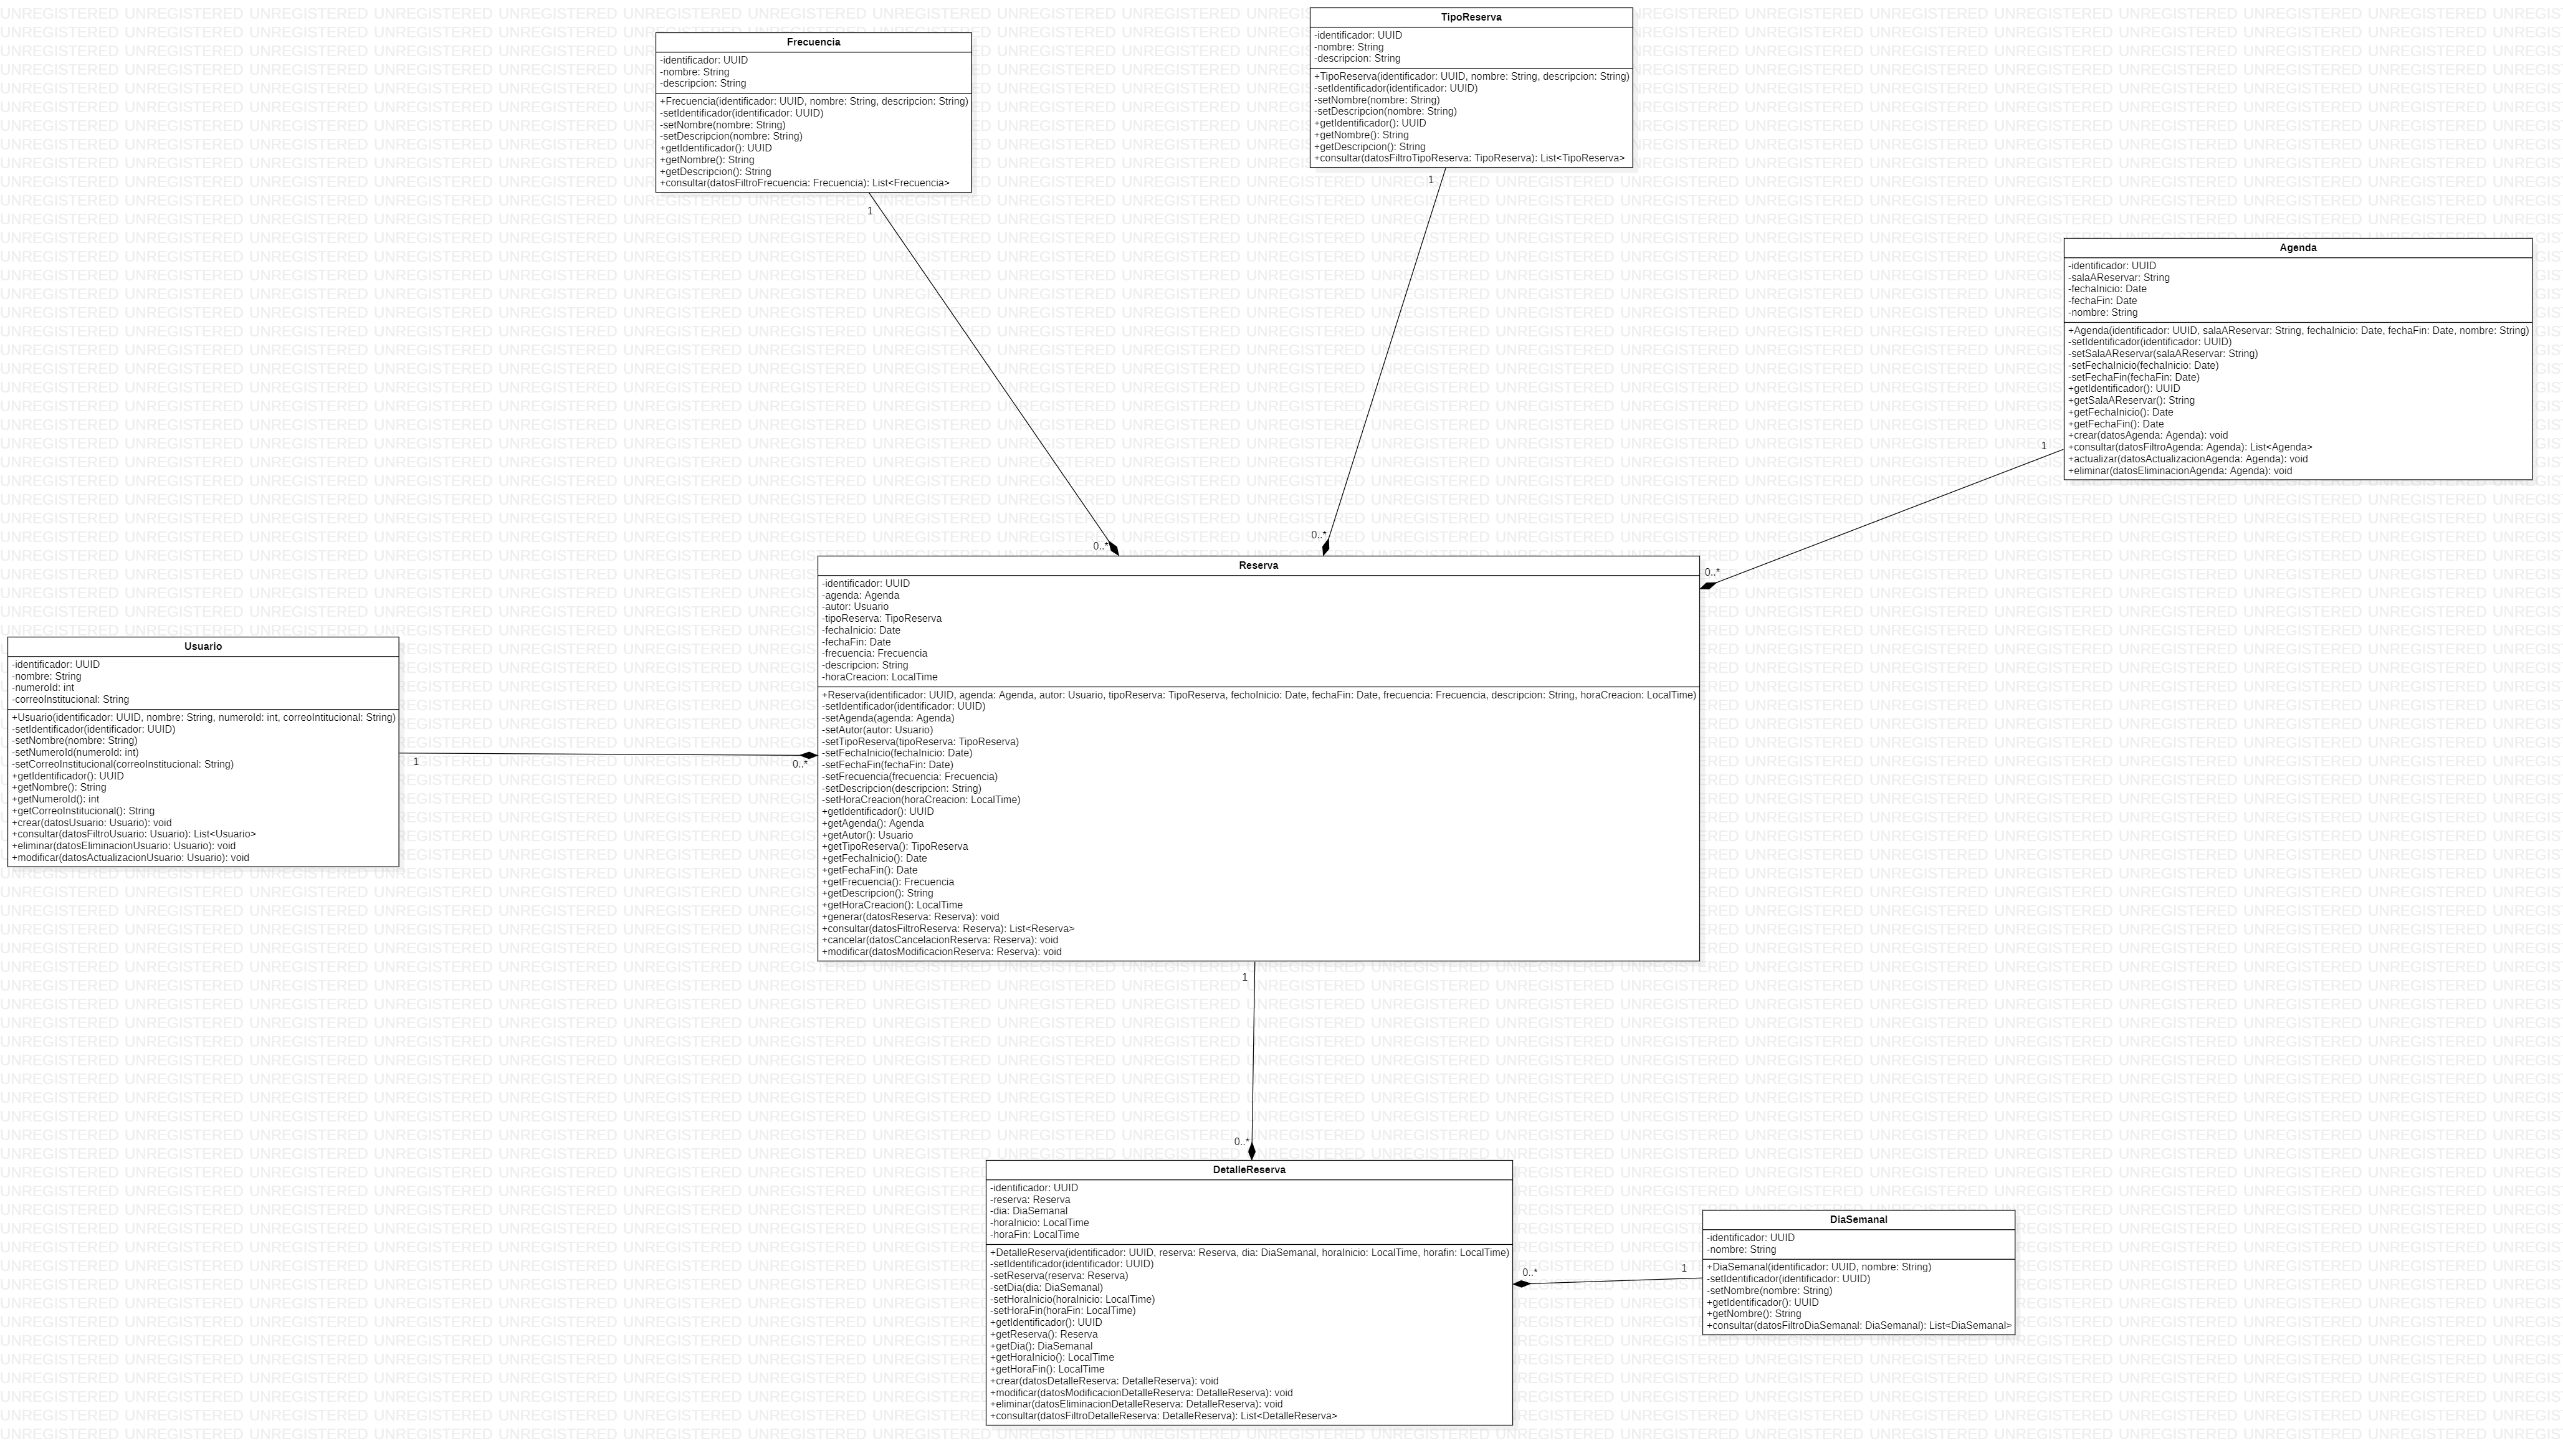 Frecuencia
-identificador: UUID
-nombre: String
-descripcion: String
+Frecuencia(identificador: UUID, nombre: String, descripcion: String)
-setIdentificador(identificador: UUID)
-setNombre(nombre: String)
-setDescripcion(nombre: String)
+getIdentificador(): UUID
+getNombre(): String
+getDescripcion(): String
+consultar(datosFiltroFrecuencia: Frecuencia): List<Frecuencia>
1
0..*
TipoReserva
-identificador: UUID
-nombre: String
-descripcion: String
+TipoReserva(identificador: UUID, nombre: String, descripcion: String)
-setIdentificador(identificador: UUID)
-setNombre(nombre: String)
-setDescripcion(nombre: String)
+getIdentificador(): UUID
+getNombre(): String
+getDescripcion(): String
+consultar(datosFiltroTipoReserva: TipoReserva): List<TipoReserva>
1
0..*
Agenda
-identificador: UUID
-salaAReservar: String
-fechaInicio: Date
-fechaFin: Date
-nombre: String
+Agenda(identificador: UUID, salaAReservar: String, fechaInicio: Date, fechaFin: Date, nombre: String)
-setIdentificador(identificador: UUID)
-setSalaAReservar(salaAReservar: String)
-setFechaInicio(fechaInicio: Date)
-setFechaFin(fechaFin: Date)
+getIdentificador(): UUID
+getSalaAReservar(): String
+getFechaInicio(): Date
+getFechaFin(): Date
+crear(datosAgenda: Agenda): void
+consultar(datosFiltroAgenda: Agenda): List<Agenda>
+actualizar(datosActualizacionAgenda: Agenda): void
+eliminar(datosEliminacionAgenda: Agenda): void
1
0..*
Usuario
-identificador: UUID
-nombre: String
-numeroId: int
-correoInstitucional: String
+Usuario(identificador: UUID, nombre: String, numeroId: int, correoIntitucional: String)
-setIdentificador(identificador: UUID)
-setNombre(nombre: String)
-setNumeroId(numeroId: int)
-setCorreoInstitucional(correoInstitucional: String)
+getIdentificador(): UUID
+getNombre(): String
+getNumeroId(): int
+getCorreoInstitucional(): String
+crear(datosUsuario: Usuario): void
+consultar(datosFiltroUsuario: Usuario): List<Usuario>
+eliminar(datosEliminacionUsuario: Usuario): void
+modificar(datosActualizacionUsuario: Usuario): void
1
0..*
Reserva
-identificador: UUID
-agenda: Agenda
-autor: Usuario
-tipoReserva: TipoReserva
-fechaInicio: Date
-fechaFin: Date
-frecuencia: Frecuencia
-descripcion: String
-horaCreacion: LocalTime
+Reserva(identificador: UUID, agenda: Agenda, autor: Usuario, tipoReserva: TipoReserva, fechoInicio: Date, fechaFin: Date, frecuencia: Frecuencia, descripcion: String, horaCreacion: LocalTime)
-setIdentificador(identificador: UUID)
-setAgenda(agenda: Agenda)
-setAutor(autor: Usuario)
-setTipoReserva(tipoReserva: TipoReserva)
-setFechaInicio(fechaInicio: Date)
-setFechaFin(fechaFin: Date)
-setFrecuencia(frecuencia: Frecuencia)
-setDescripcion(descripcion: String)
-setHoraCreacion(horaCreacion: LocalTime)
+getIdentificador(): UUID
+getAgenda(): Agenda
+getAutor(): Usuario
+getTipoReserva(): TipoReserva
+getFechaInicio(): Date
+getFechaFin(): Date
+getFrecuencia(): Frecuencia
+getDescripcion(): String
+getHoraCreacion(): LocalTime
+generar(datosReserva: Reserva): void
+consultar(datosFiltroReserva: Reserva): List<Reserva>
+cancelar(datosCancelacionReserva: Reserva): void
+modificar(datosModificacionReserva: Reserva): void
1
0..*
DetalleReserva
-identificador: UUID
-reserva: Reserva
-dia: DiaSemanal
-horaInicio: LocalTime
-horaFin: LocalTime
+DetalleReserva(identificador: UUID, reserva: Reserva, dia: DiaSemanal, horaInicio: LocalTime, horafin: LocalTime)
-setIdentificador(identificador: UUID)
-setReserva(reserva: Reserva)
-setDia(dia: DiaSemanal)
-setHoraInicio(horaInicio: LocalTime)
-setHoraFin(horaFin: LocalTime)
+getIdentificador(): UUID
+getReserva(): Reserva
+getDia(): DiaSemanal
+getHoraInicio(): LocalTime
+getHoraFin(): LocalTime
+crear(datosDetalleReserva: DetalleReserva): void
+modificar(datosModificacionDetalleReserva: DetalleReserva): void
+eliminar(datosEliminacionDetalleReserva: DetalleReserva): void
+consultar(datosFiltroDetalleReserva: DetalleReserva): List<DetalleReserva>
0..*
1
DiaSemanal
-identificador: UUID
-nombre: String
+DiaSemanal(identificador: UUID, nombre: String)
-setIdentificador(identificador: UUID)
-setNombre(nombre: String)
+getIdentificador(): UUID
+getNombre(): String
+consultar(datosFiltroDiaSemanal: DiaSemanal): List<DiaSemanal>
UNREGISTERED